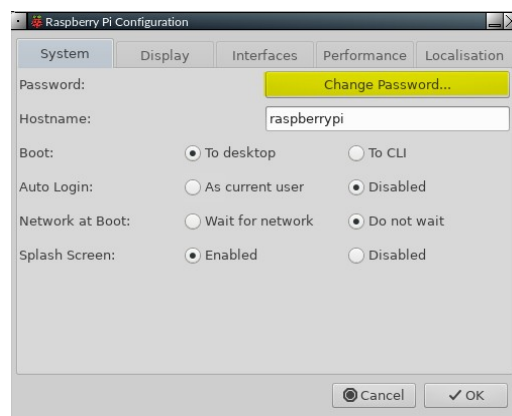 Raspberry Pi Configuration
System Display Interfaces Performance Localisation
Password: Change Password...
Hostname: raspberrypi
Boot: To desktop To CLI
Auto Login: As current user Disabled
Network at Boot: Wait for network Do not wait
Splash Screen: Enabled Disabled
Cancel OK